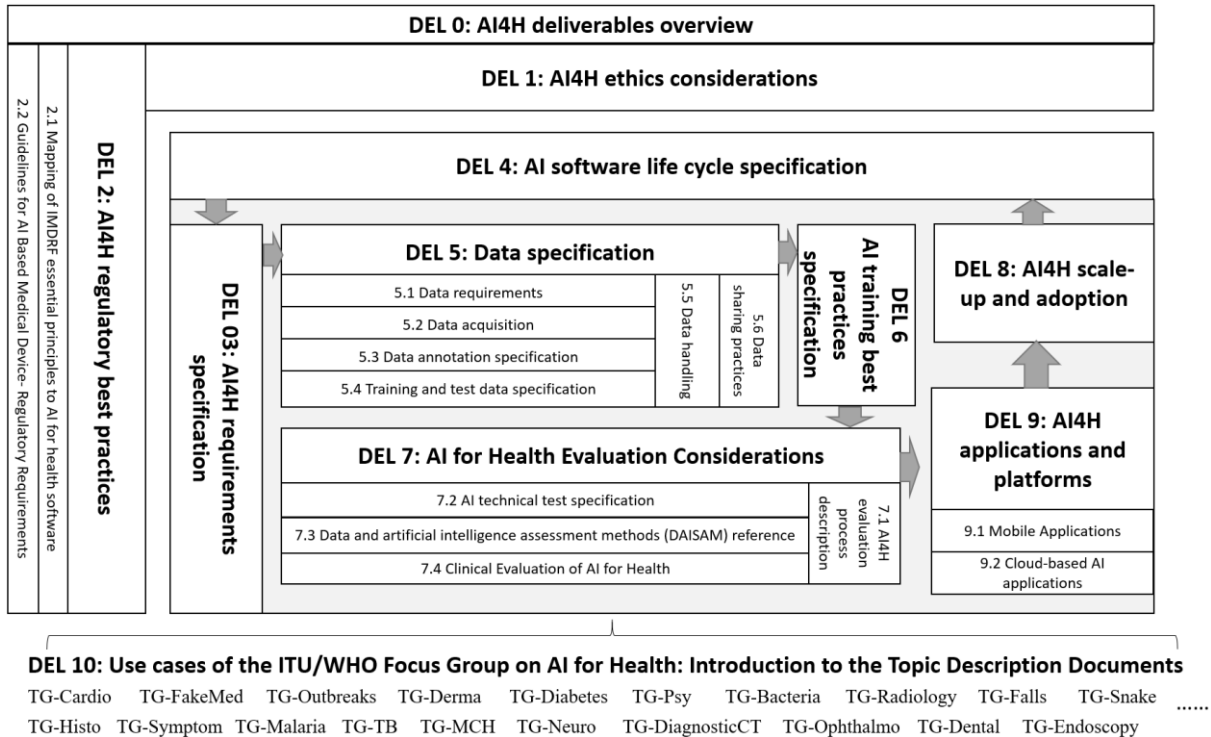 DEL 0: AI4H deliverables overview
DEL 1: AI4H ethics considerations
2.2 Guidelines for AI Based Medical Device- Regulatory Requirements
2.1 Mapping of IMDRF essential principles to AI for health software
DEL 2: AI4H regulatory best practices
DEL 4: AI software life cycle specification
DEL 03: AI4H requirements
specification
DEL 5: Data specification
5.1 Data requirements
5.2 Data acquisition
5.3 Data annotation specification
5.4 Training and test data specification
5.5 Data handling
5.6 Data
sharing practices
DEL 6
AI training best
practices
specification
DEL 7: AI for Health Evaluation Considerations
7.2 AI technical test specification
7.3 Data and artificial intelligence assessment methods (DAISAM) reference
7.4 Clinical Evaluation of AI for Health
7.1 AI4H
evaluation
process
description
DEL 8: AI4H scale-
up and adoption
DEL 9: AI4H
applications and
platforms
9.1 Mobile Applications
9.2 Cloud-based AI
applications
DEL 10: Use cases of the ITU/WHO Focus Group on AI for Health: Introduction to the Topic Description Documents
TG-Cardio TG-FakeMed TG-Outbreaks TG-Derma TG-Diabetes TG-Psy TG-Bacteria TG-Radiology TG-Falls TG-Snake ......
TG-Histo TG-Symptom TG-Malaria TG-TB TG-MCH TG-Neuro TG-DiagnosticCT TG-Ophthalmo TG-Dental TG-Endoscopy